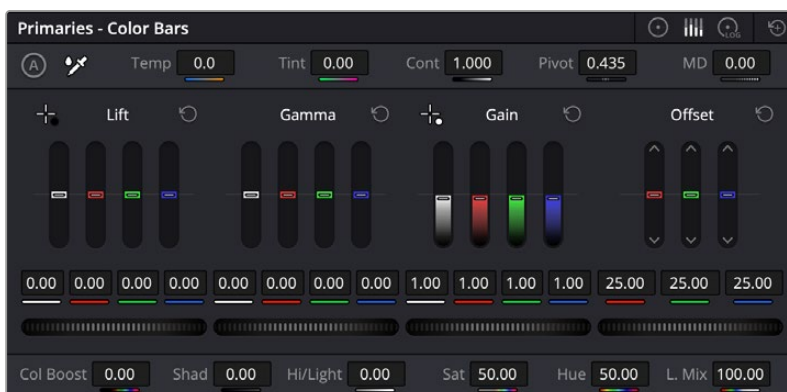 Primaries - Color Bars LOG
A Temp 0.0 Tint 0.00 Cont 1.000 Pivot 0.435 MD 0.00
Lift Gamma Gain Offset
0.00 0.00 0.00 0.00 0.00 0.00 0.00 0.00 1.00 1.00 1.00 1.00 25.00 25.00 25.00
Col Boost 0.00 Shad 0.00 Hi/Light 0.00 Sat 50.00 Hue 50.00 L. Mix 100.00